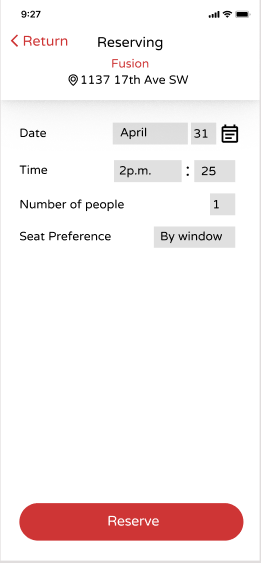 9:27
Return Reserving
Fusion
1137 17th Ave SW
Date April 31
Time 2p.m. : 25
Number of people 1
Seat Preference By window
Reserve